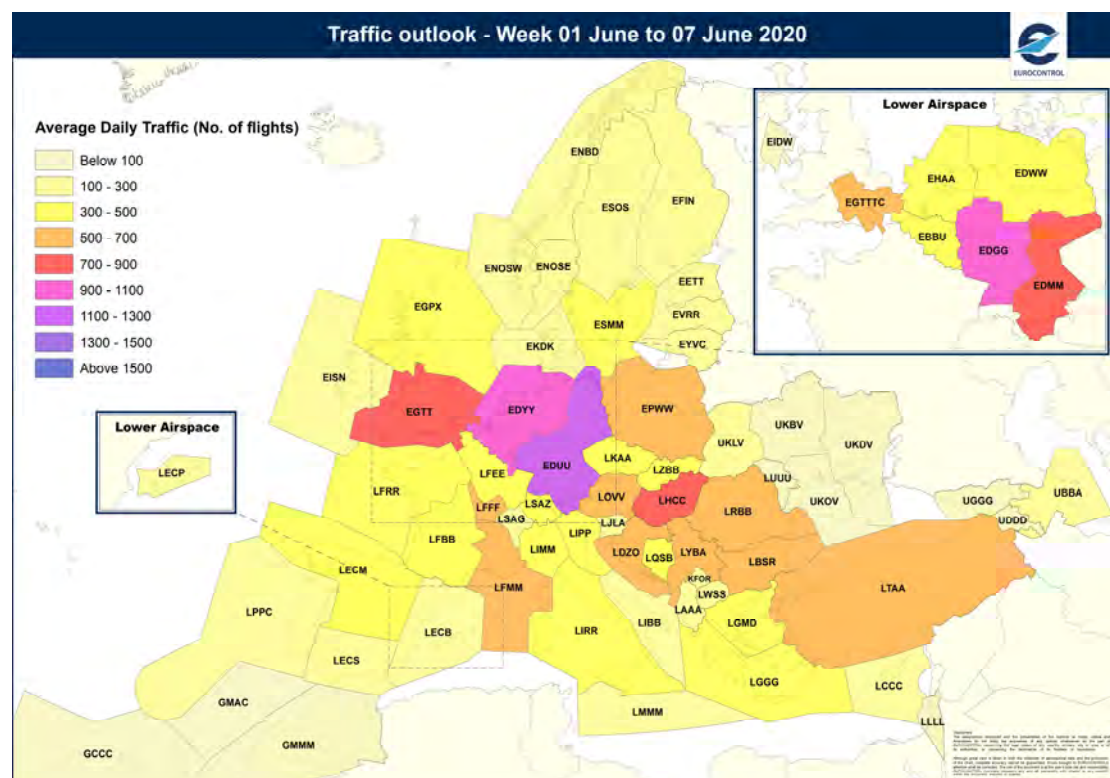 Traffic outlook - Week 01 June to 07 June 2020
EUROCONTROL
Average Daily Traffic (No. of flights)
Below 100
100 - 300
300 - 500
500 - 700
700 - 900
900 - 1100
1100 - 1300
1300 - 1500
Above 1500
Lower Airspace
EIDW
EHAA
EDWW
EGTTTC
EBBU
EDGG
EDMM
Lower Airspace
LECP
ENBD
ESOS
EFIN
ENOSW
ENOSE
EETT
EGPX
EVRR
ESMM
EYVC
EKDK
EISN
EGTT
EDYY
EPWW
UKBV
UKLV
UKDV
LKAA
LFEE
EDUU
LZBB
LUUU
LFRR
LFFF
LSAZ
LOVV
LHCC
UKOV
UGGG
UBBA
LSAG
LJLA
LRBB
UDDD
LFBB
LIMM
LIPP
LDZO
LQSB
LYBA
LBSR
LECM
KFOR
LFMM
LWSS
LTAA
LPPC
LAAA
LECB
LIRR
LIBB
LGMD
LECS
LGGG
LCCC
GMAC
LMMM
LLLL
GCCC
GMMM